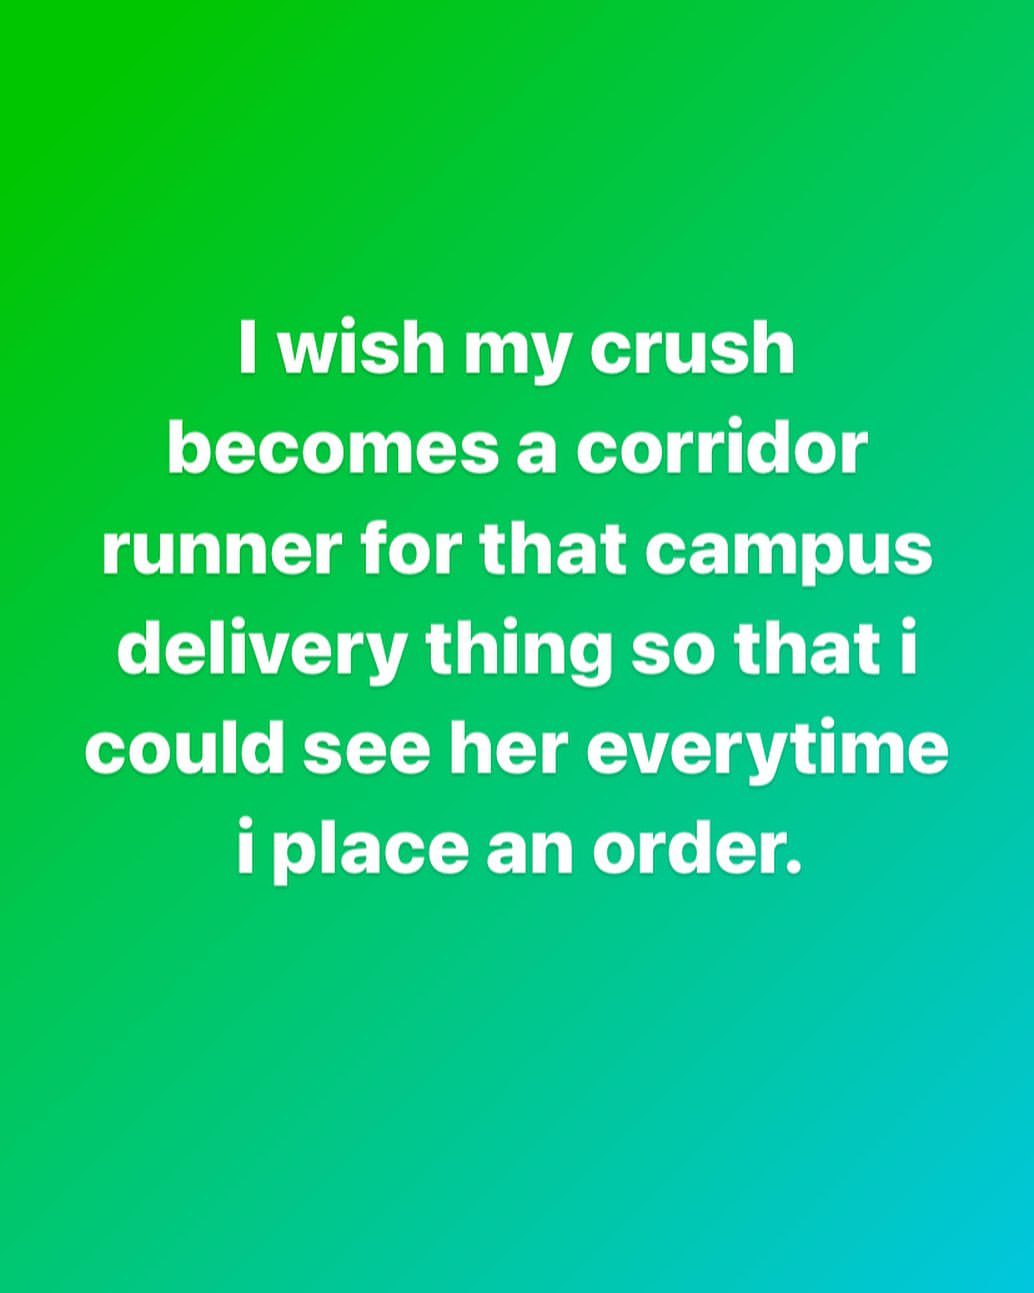 I wish my crush
becomes a corridor
runner for that campus
delivery thing so that i
could see her everytime
i place an order.